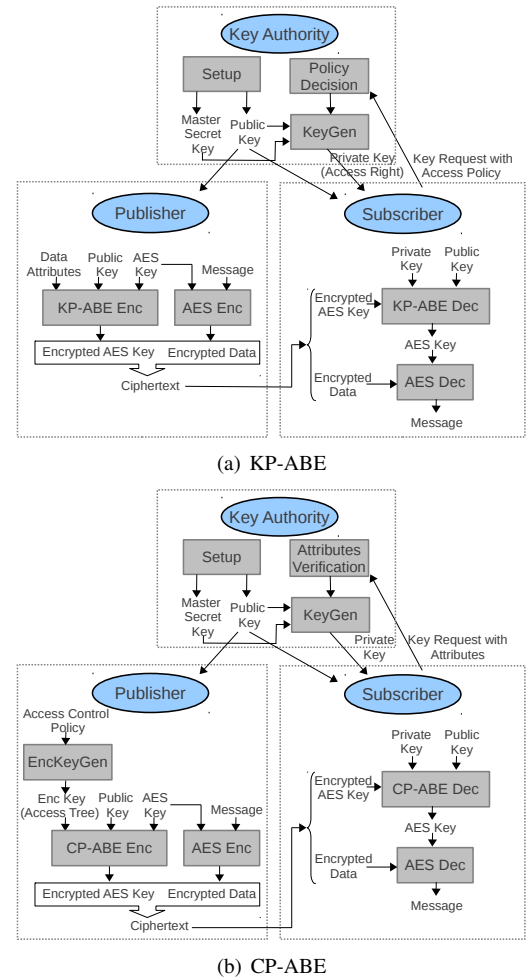 Key Authority
Setup
Policy
Decision
Master
Secret
Key
Public
Key
KeyGen
Private Key
(Access Right)
Key Request with
Access Policy
Publisher
Subscriber
Data
Attributes
Public
Key
AES
Key
Message
KP-ABE Enc
AES Enc
Encrypted AES Key
Encrypted Data
Ciphertext
Private
Key
Public
Key
Encrypted
AES Key
KP-ABE Dec
AES Key
Encrypted
Data
AES Dec
Message
(a) KP-ABE
Key Authority
Setup
Attributes
Verification
Master
Secret
Key
Public
Key
KeyGen
Private
Key
Key Request with
Attributes
Publisher
Subscriber
Access Control
Policy
EncKeyGen
Enc Key
(Access Tree)
Public
Key
AES
Key
Message
CP-ABE Enc
AES Enc
Encrypted AES Key
Encrypted Data
Ciphertext
Private
Key
Public
Key
Encrypted
AES Key
CP-ABE Dec
AES Key
Encrypted
Data
AES Dec
Message
(b) CP-ABE